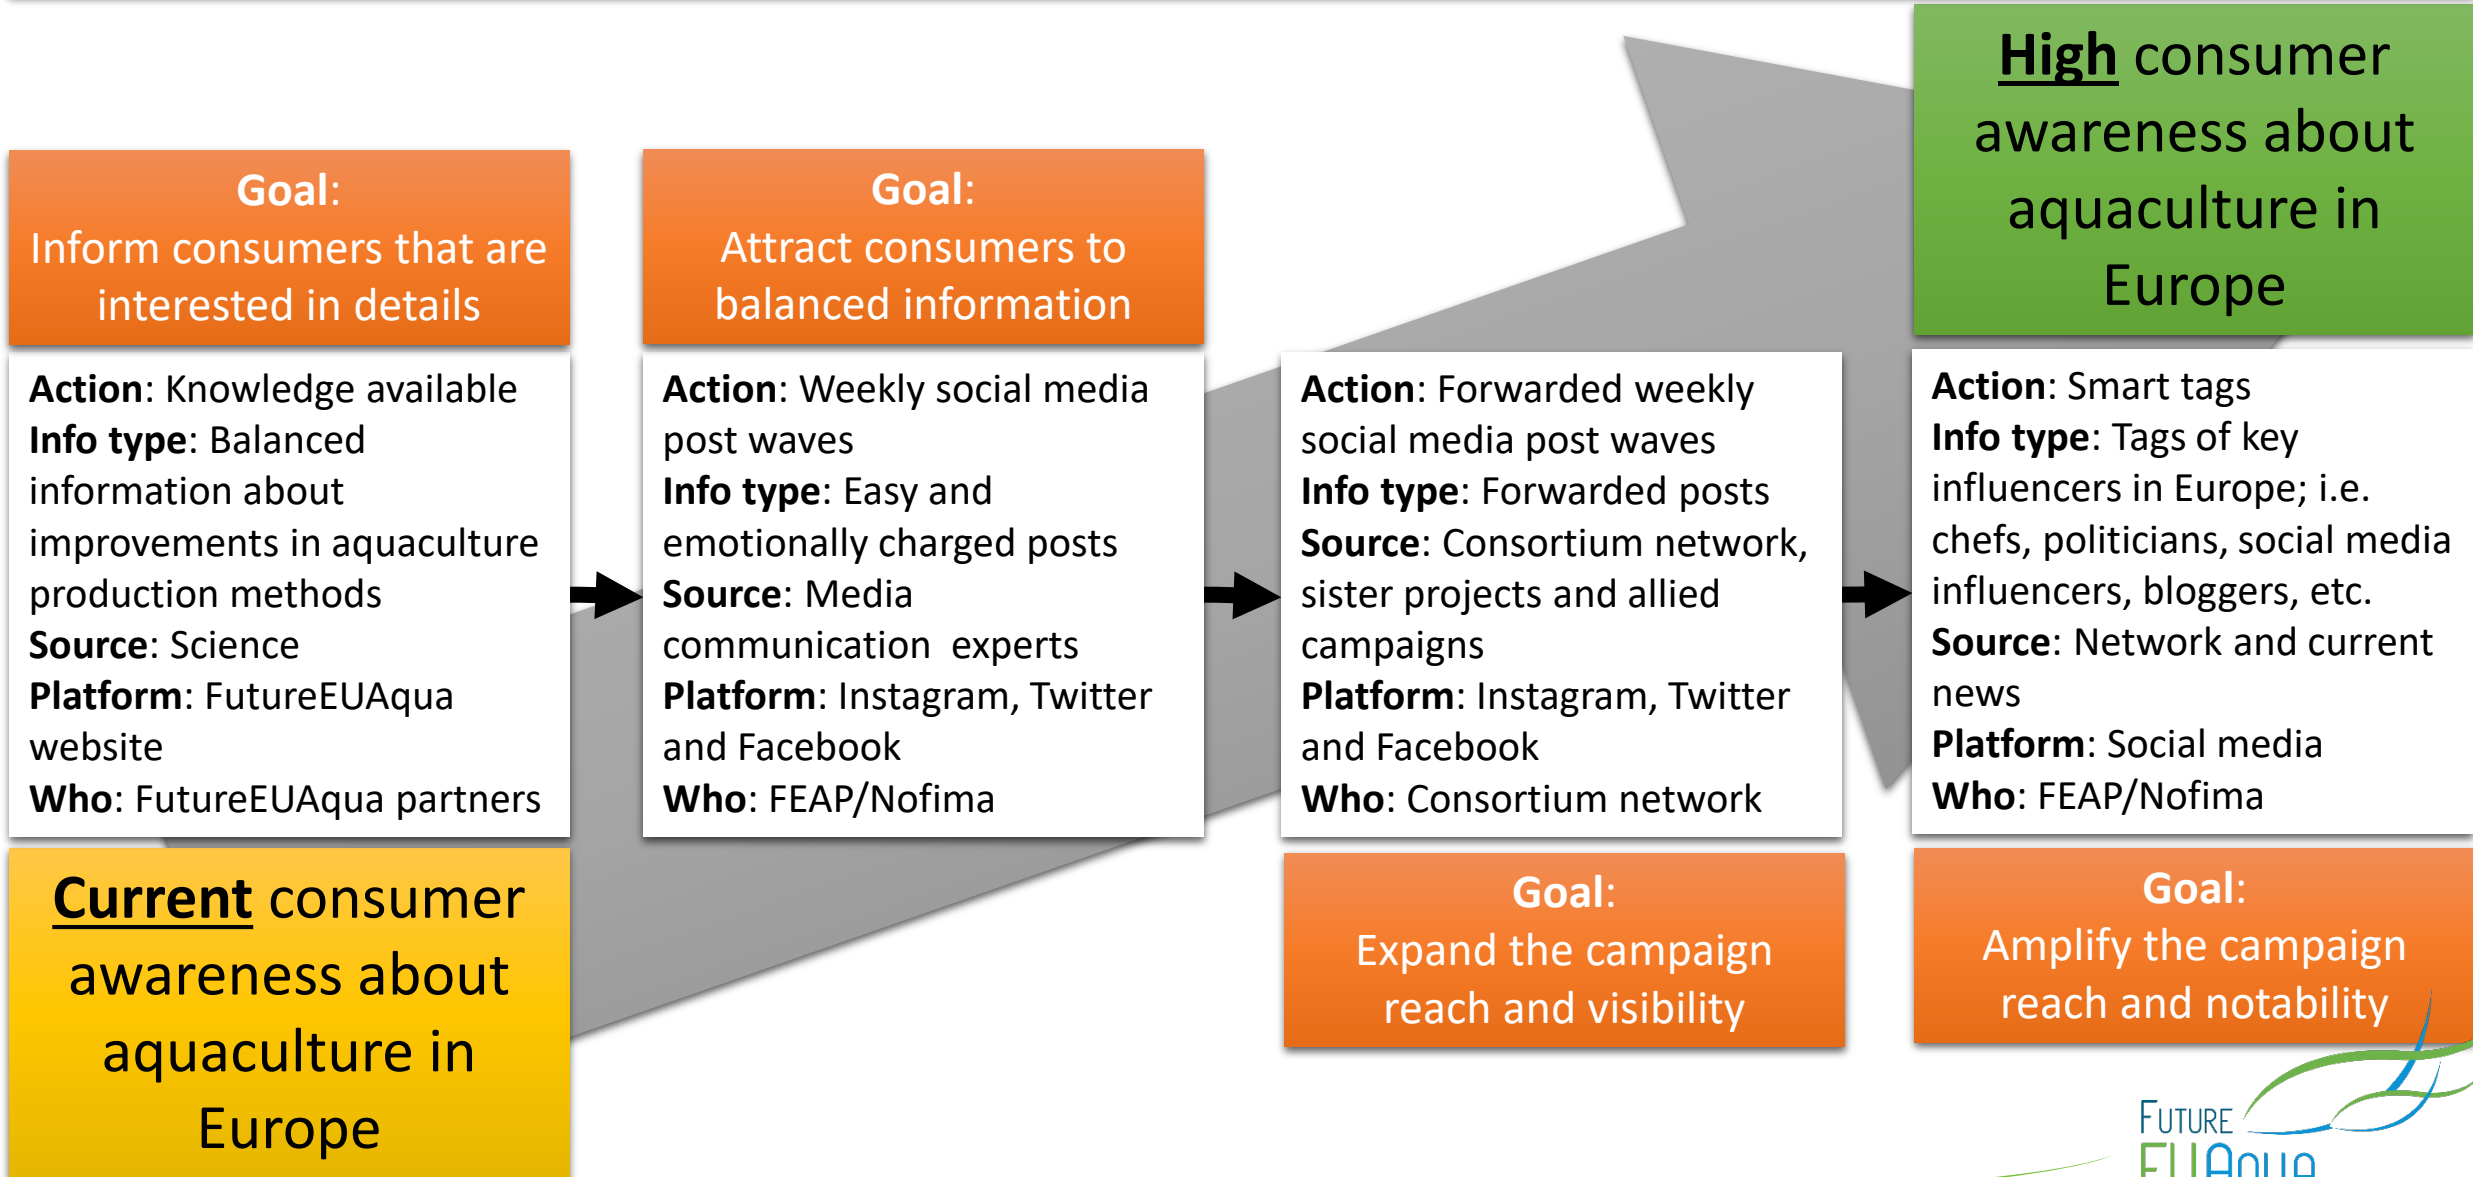 High consumer
awareness about
aquaculture in
Europe
Goal:
Inform consumers that are
interested in details
Goal:
Attract consumers to
balanced information
Action: Knowledge available
Info type: Balanced
information about
improvements in aquaculture
production methods
Source: Science
Platform: FutureEUAqua
website
Who: FutureEUAqua partners
Action: Weekly social media
post waves
Info type: Easy and
emotionally charged posts
Source: Media
communication  experts
Platform: Instagram, Twitter
and Facebook
Who: FEAP/Nofima
Action: Forwarded weekly
social media post waves
Info type: Forwarded posts
Source: Consortium network,
sister projects and allied
campaigns
Platform: Instagram, Twitter
and Facebook
Who: Consortium network
Action: Smart tags
Info type: Tags of key
influencers in Europe; i.e.
chefs, politicians, social media
influencers, bloggers, etc.
Source: Network and current
news
Platform: Social media
Who: FEAP/Nofima
Current consumer
awareness about
aquaculture in
Europe
Goal:
Expand the campaign
reach and visibility
Goal:
Amplify the campaign
reach and notability
FUTURE
EUAQUA